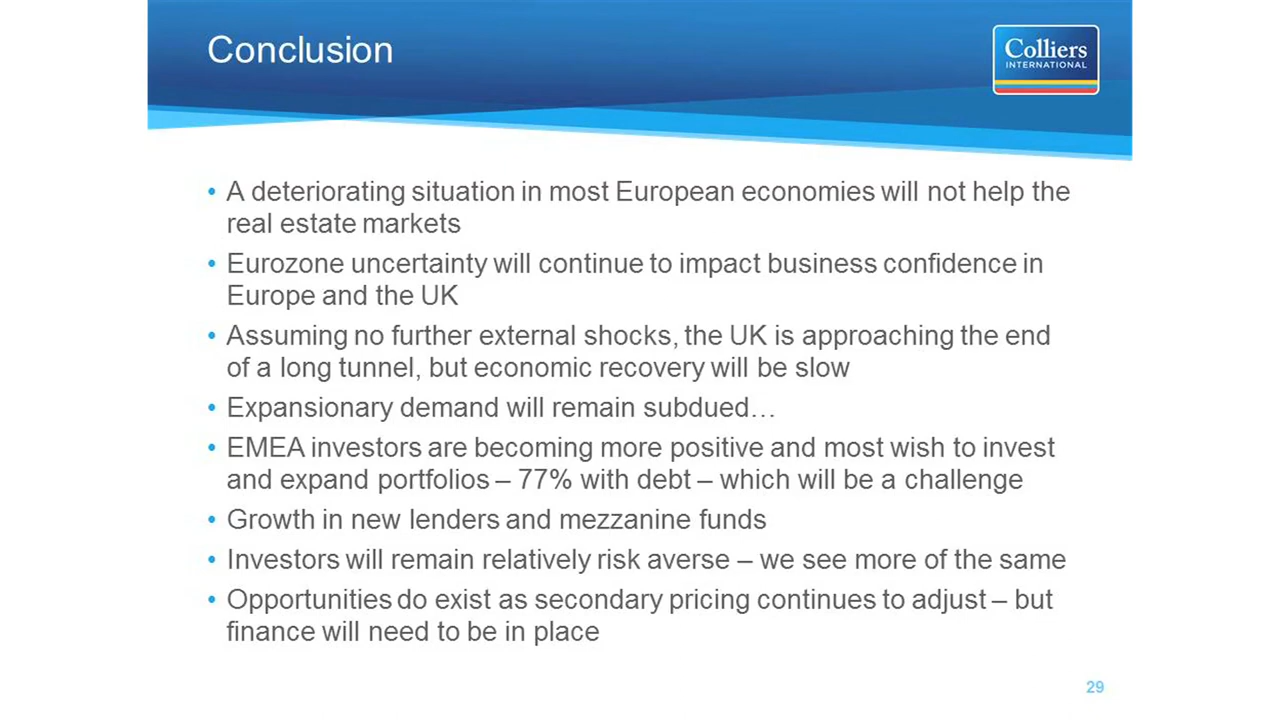 Conclusion
Colliers
INTERNATIONAL
• A deteriorating situation in most European economies will not help the
real estate markets
• Eurozone uncertainty will continue to impact business confidence in
Europe and the UK
• Assuming no further external shocks, the UK is approaching the end
of a long tunnel, but economic recovery will be slow
• Expansionary demand will remain subdued…
• EMEA investors are becoming more positive and most wish to invest
and expand portfolios – 77% with debt – which will be a challenge
• Growth in new lenders and mezzanine funds
• Investors will remain relatively risk averse – we see more of the same
• Opportunities do exist as secondary pricing continues to adjust – but
finance will need to be in place
29